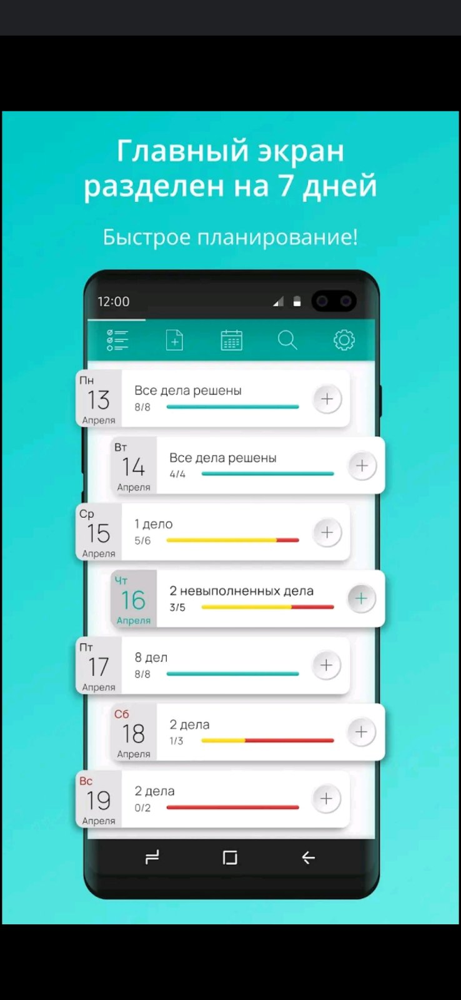 Главный экран
разделен на 7 дней
Быстрое планирование!
12:00
Пн
13
Апреля
Все дела решены
8/8
Вт
14
Апреля
Все дела решены
4/4
Ср
15
Апреля
1 дело
5/6
Чт
16
Апреля
2 невыполненных дела
3/5
Пт
17
Апреля
8 дел
8/8
Сб
18
Апреля
2 дела
1/3
Вс
19
Апреля
2 дела
0/2